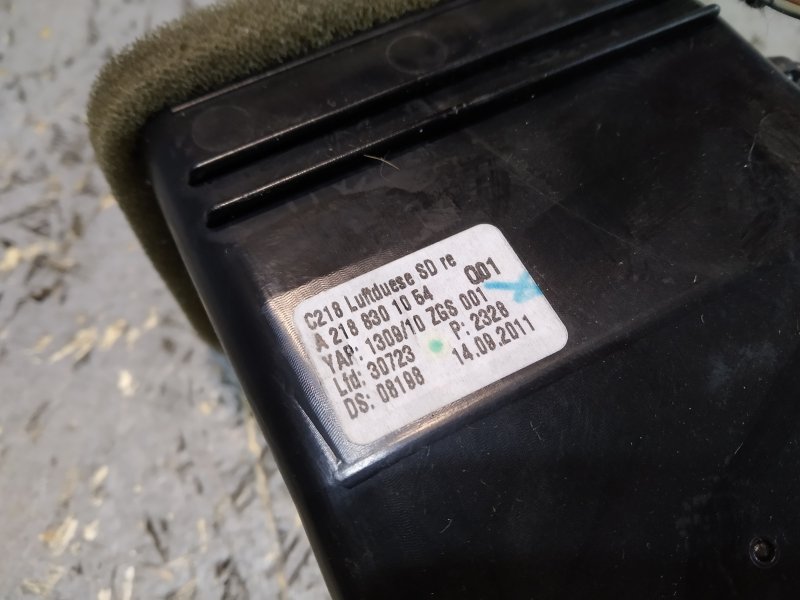 C218 Luftduese SD re
A 218 830 10 54 Q01
YAP: 1309/10 ZGS 001
Lfd: 30723 P: 2328
DS: 08198 14.09.2011